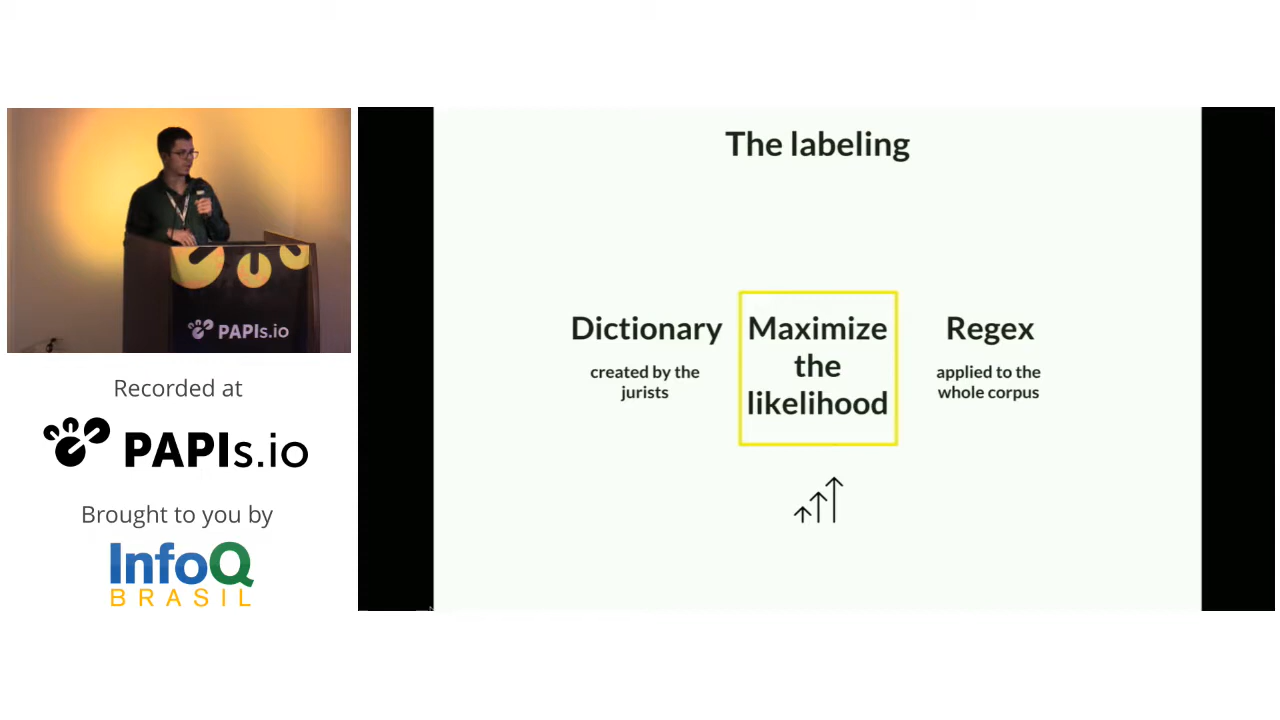 PAPIs.io
Recorded at
PAPIs.io
Brought to you by
InfoQ
BRASIL
The labeling
Dictionary
created by the
jurists
Maximize
the
likelihood
Regex
applied to the
whole corpus